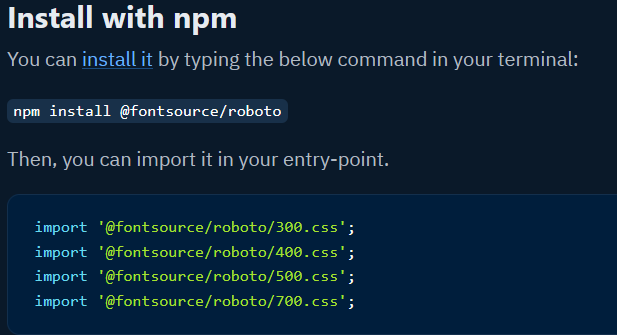 Install with npm
You can install it by typing the below command in your terminal:
npm install @fontsource/roboto
Then, you can import it in your entry-point.
import '@fontsource/roboto/300.css';
import '@fontsource/roboto/400.css';
import '@fontsource/roboto/500.css';
import '@fontsource/roboto/700.css';